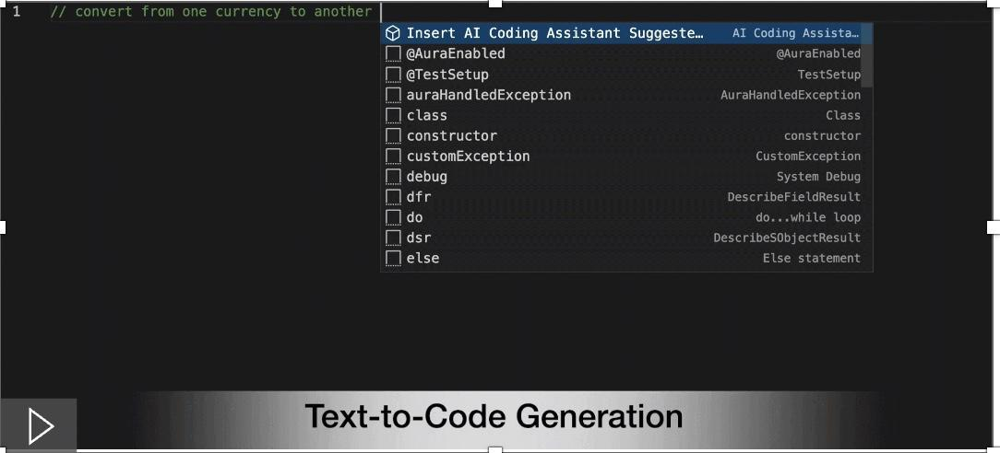 1 // convert from one currency to another
Insert AI Coding Assistant Suggeste… AI Coding Assista…
@AuraEnabled @AuraEnabled
@TestSetup TestSetup
auraHandledException AuraHandledException
class Class
constructor constructor
customException CustomException
debug System Debug
dfr DescribeFieldResult
do do...while loop
dsr DescribeSObjectResult
else Else statement
Text-to-Code Generation